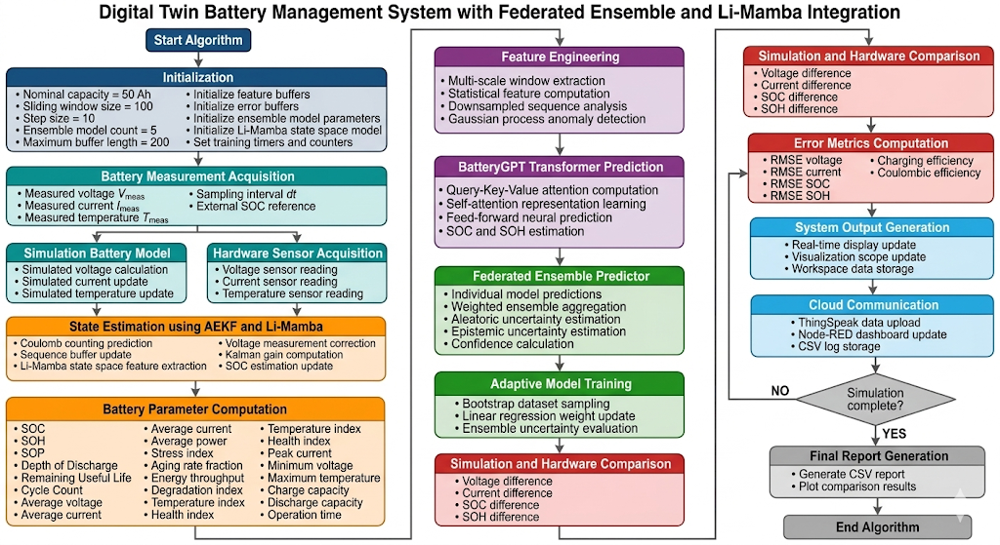 Digital Twin Battery Management System with Federated Ensemble and Li-Mamba Integration
Start Algorithm
Initialization
• Nominal capacity = 50 Ah
• Sliding window size = 100
• Step size = 10
• Ensemble model count = 5
• Maximum buffer length = 200
• Initialize feature buffers
• Initialize error buffers
• Initialize ensemble model parameters
• Initialize Li-Mamba state space model
• Set training timers and counters
Battery Measurement Acquisition
• Measured voltage Vmeas
• Measured current Imeas
• Measured temperature Tmeas
• Sampling interval dt
• External SOC reference
Simulation Battery Model
• Simulated voltage calculation
• Simulated current update
• Simulated temperature update
Hardware Sensor Acquisition
• Voltage sensor reading
• Current sensor reading
• Temperature sensor reading
State Estimation using AEKF and Li-Mamba
• Coulomb counting prediction
• Sequence buffer update
• Li-Mamba state space feature extraction
• Voltage measurement correction
• Kalman gain computation
• SOC estimation update
Battery Parameter Computation
• SOC
• SOH
• SOP
• Depth of Discharge
• Remaining Useful Life
• Cycle Count
• Average voltage
• Average current
• Average current
• Average power
• Stress index
• Aging rate fraction
• Energy throughput
• Degradation index
• Temperature index
• Health index
• Temperature index
• Health index
• Peak current
• Minimum voltage
• Maximum temperature
• Charge capacity
• Discharge capacity
• Operation time
Feature Engineering
• Multi-scale window extraction
• Statistical feature computation
• Downsampled sequence analysis
• Gaussian process anomaly detection
BatteryGPT Transformer Prediction
• Query-Key-Value attention computation
• Self-attention representation learning
• Feed-forward neural prediction
• SOC and SOH estimation
Federated Ensemble Predictor
• Individual model predictions
• Weighted ensemble aggregation
• Aleatoric uncertainty estimation
• Epistemic uncertainty estimation
• Confidence calculation
Adaptive Model Training
• Bootstrap dataset sampling
• Linear regression weight update
• Ensemble uncertainty evaluation
Simulation and Hardware Comparison
• Voltage difference
• Current difference
• SOC difference
• SOH difference
Simulation and Hardware Comparison
• Voltage difference
• Current difference
• SOC difference
• SOH difference
Error Metrics Computation
• RMSE voltage
• RMSE current
• RMSE SOC
• RMSE SOH
• Charging efficiency
• Coulombic efficiency
System Output Generation
• Real-time display update
• Visualization scope update
• Workspace data storage
Cloud Communication
• ThingSpeak data upload
• Node-RED dashboard update
• CSV log storage
Simulation
complete?
NO
YES
Final Report Generation
• Generate CSV report
• Plot comparison results
End Algorithm